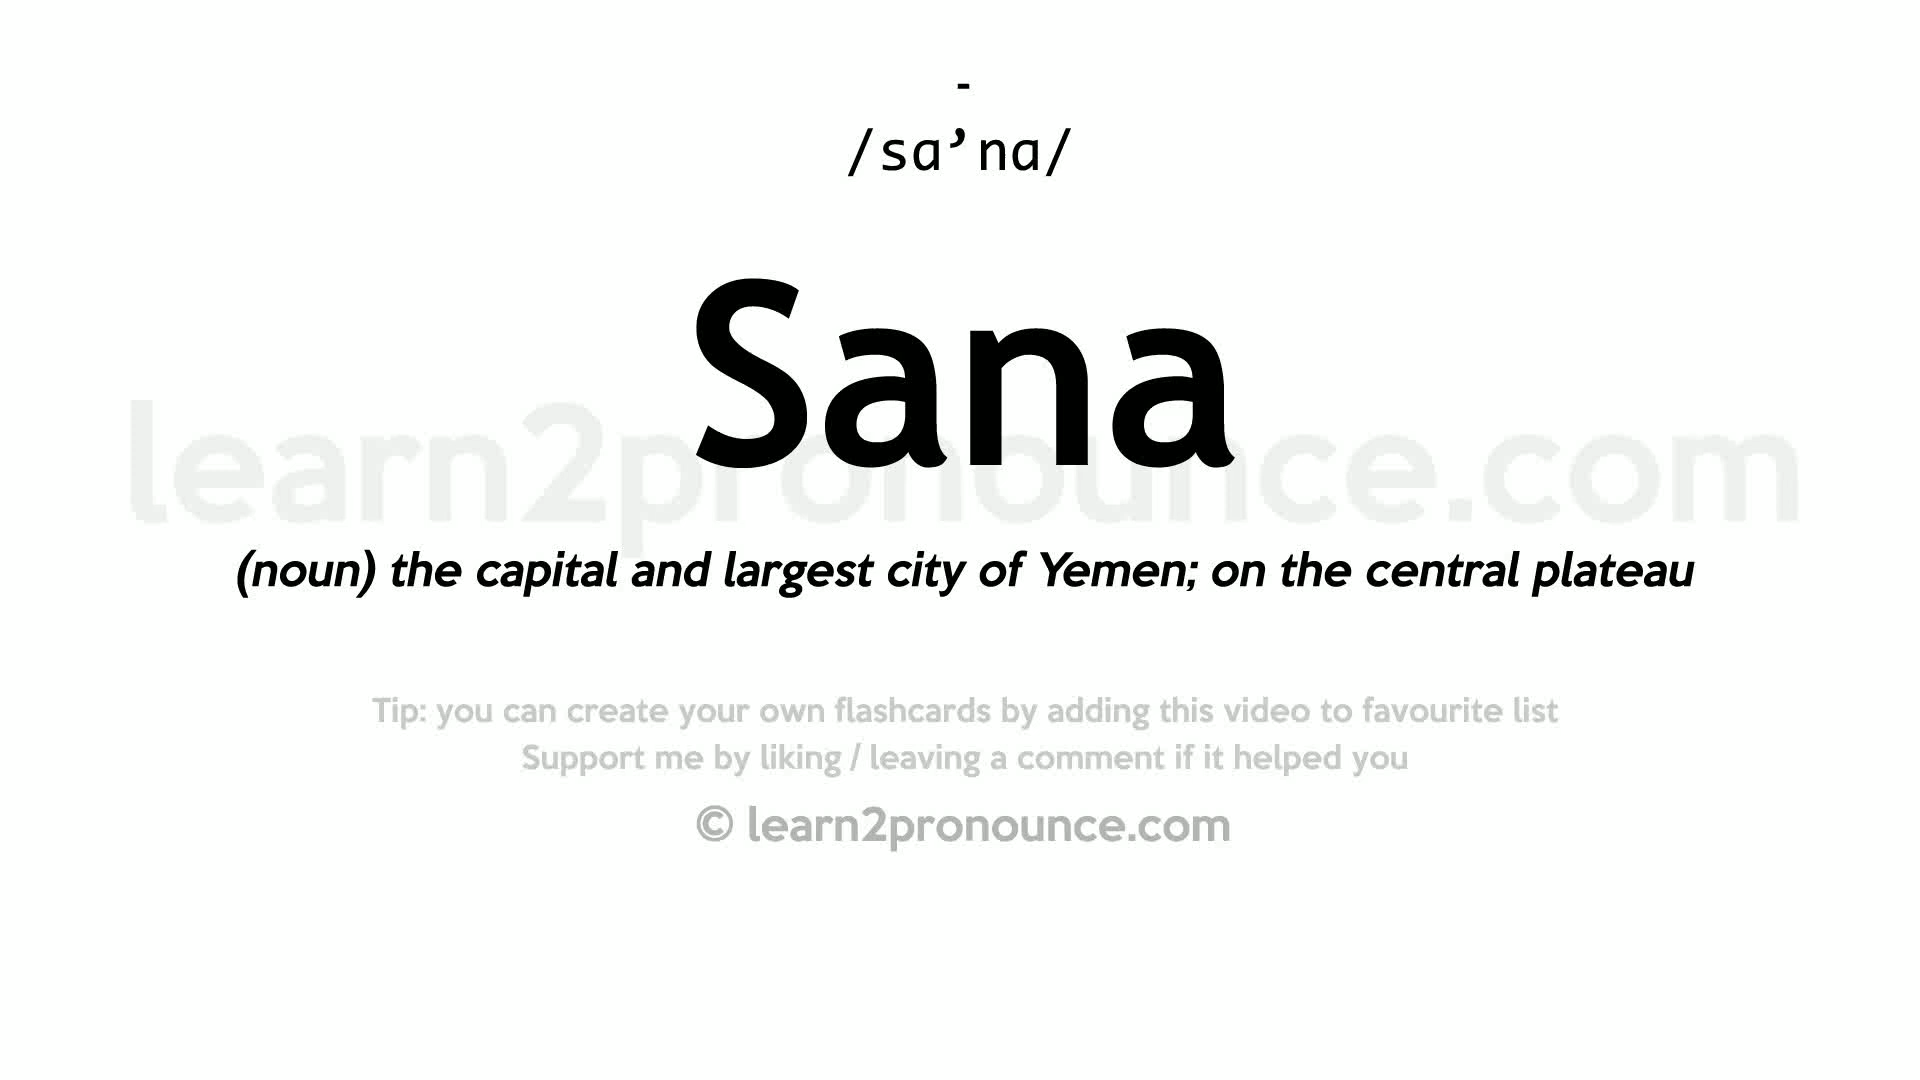 -
/sɑ’nɑ/
Sana
learn2pronounce.com
(noun) the capital and largest city of Yemen; on the central plateau
Tip: you can create your own flashcards by adding this video to favourite list
Support me by liking / leaving a comment if it helped you
© learn2pronounce.com